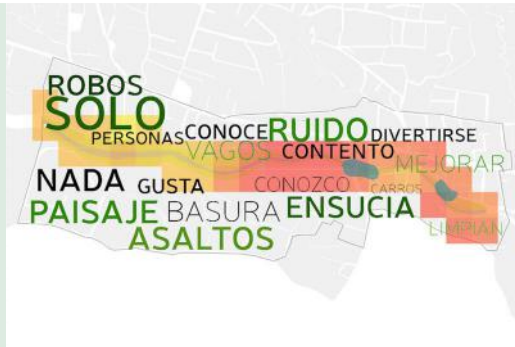 ROBOS
SOLO
PERSONAS CONOCE RUIDO DIVERTIRSE
VAGOS CONTENTO MEJORAR
NADA GUSTA CONOZCO CARROS
PAISAJE BASURA ENSUCIA
ASALTOS LIMPIAN